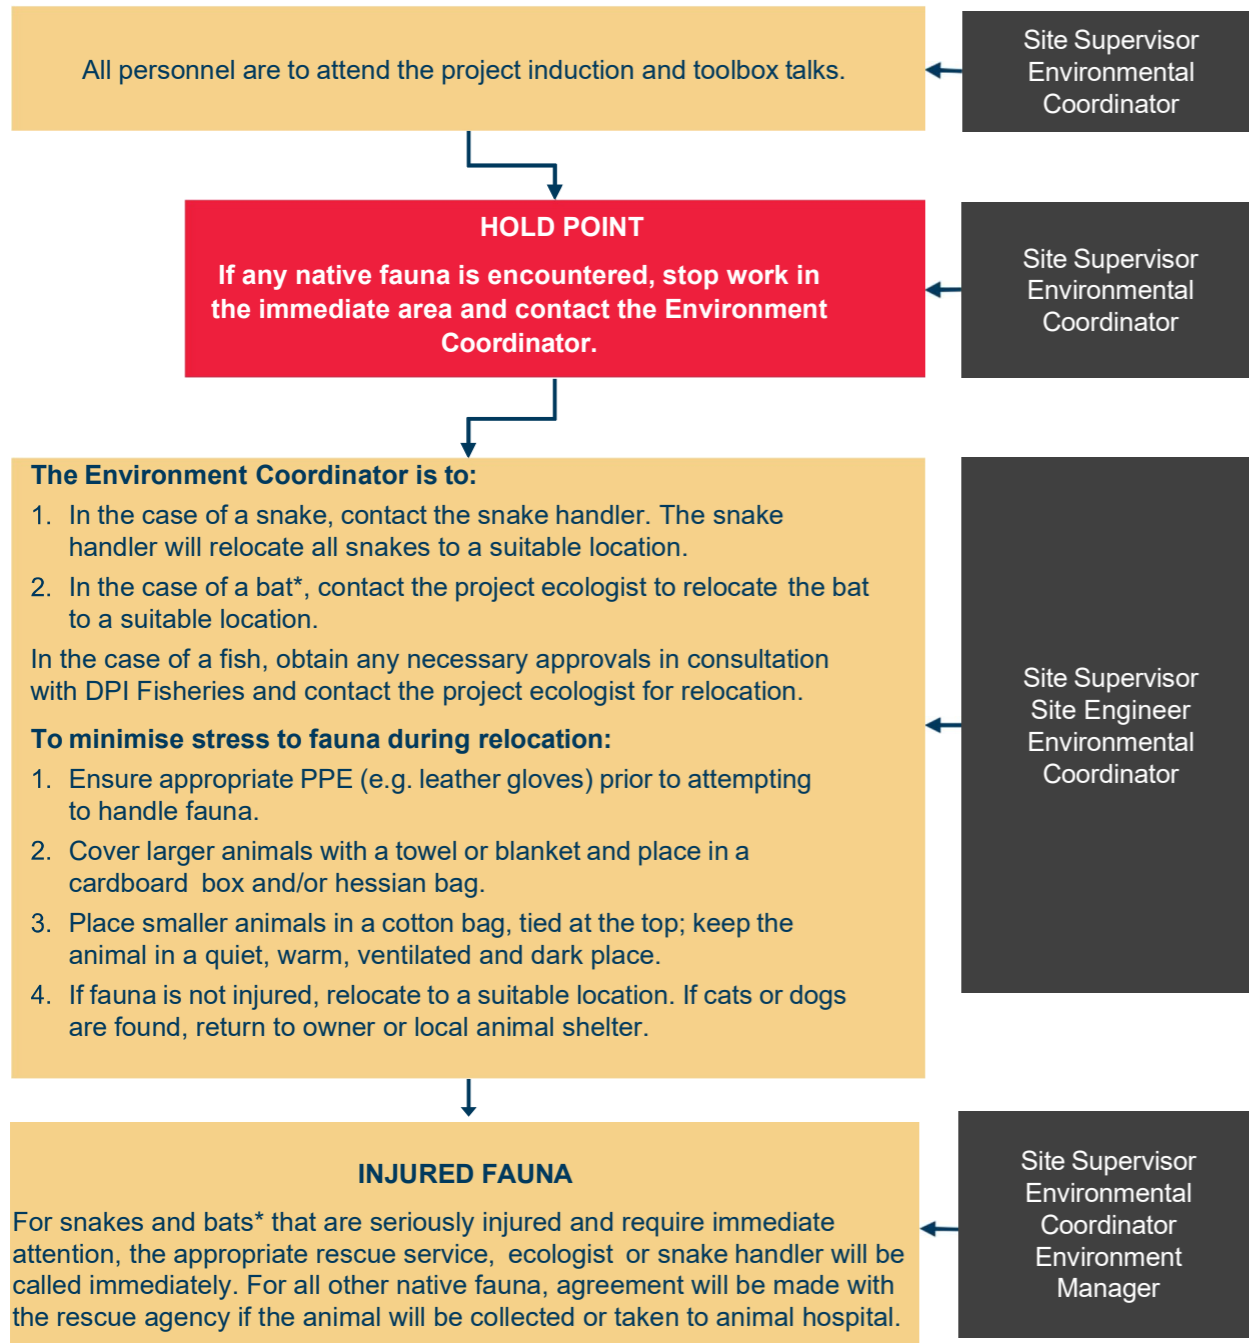 All personnel are to attend the project induction and toolbox talks.
Site Supervisor
Environmental
Coordinator
HOLD POINT
If any native fauna is encountered, stop work in
the immediate area and contact the Environment
Coordinator.
Site Supervisor
Environmental
Coordinator
The Environment Coordinator is to:
1. In the case of a snake, contact the snake handler. The snake
handler will relocate all snakes to a suitable location.
2. In the case of a bat*, contact the project ecologist to relocate the bat
to a suitable location.
In the case of a fish, obtain any necessary approvals in consultation
with DPI Fisheries and contact the project ecologist for relocation.
To minimise stress to fauna during relocation:
1. Ensure appropriate PPE (e.g. leather gloves) prior to attempting
to handle fauna.
2. Cover larger animals with a towel or blanket and place in a
cardboard box and/or hessian bag.
3. Place smaller animals in a cotton bag, tied at the top; keep the
animal in a quiet, warm, ventilated and dark place.
4. If fauna is not injured, relocate to a suitable location. If cats or dogs
are found, return to owner or local animal shelter.
Site Supervisor
Site Engineer
Environmental
Coordinator
INJURED FAUNA
For snakes and bats* that are seriously injured and require immediate
attention, the appropriate rescue service, ecologist or snake handler will be
called immediately. For all other native fauna, agreement will be made with
the rescue agency if the animal will be collected or taken to animal hospital.
Site Supervisor
Environmental
Coordinator
Environment
Manager